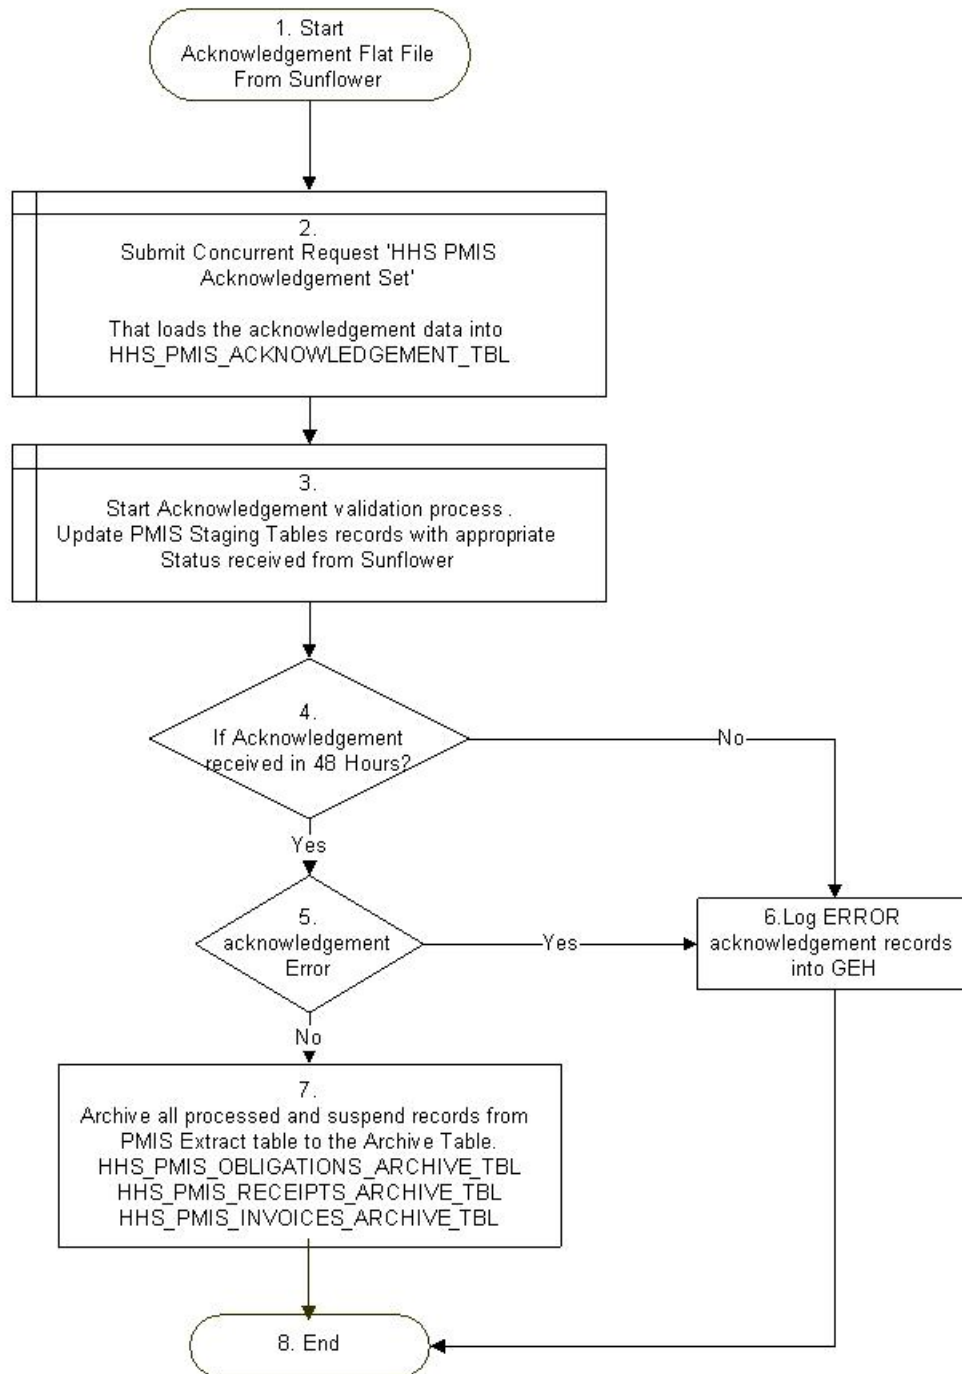 1. Start
Acknowledgement Flat File
From Sunflower
2.
Submit Concurrent Request 'HHS PMIS
Acknowledgement Set'
That loads the acknowledgement data into
HHS_PMIS_ACKNOWLEDGEMENT_TBL
3.
Start Acknowledgement validation process .
Update PMIS Staging Tables records with appropriate
Status received from Sunflower
4.
If Acknowledgement
received in 48 Hours?
No
Yes
5.
acknowledgement
Error
Yes
6.Log ERROR
acknowledgement records
into GEH
No
7.
Archive all processed and suspend records from
PMIS Extract table to the Archive Table.
HHS_PMIS_OBLIGATIONS_ARCHIVE_TBL
HHS_PMIS_RECEIPTS_ARCHIVE_TBL
HHS_PMIS_INVOICES_ARCHIVE_TBL
8. End